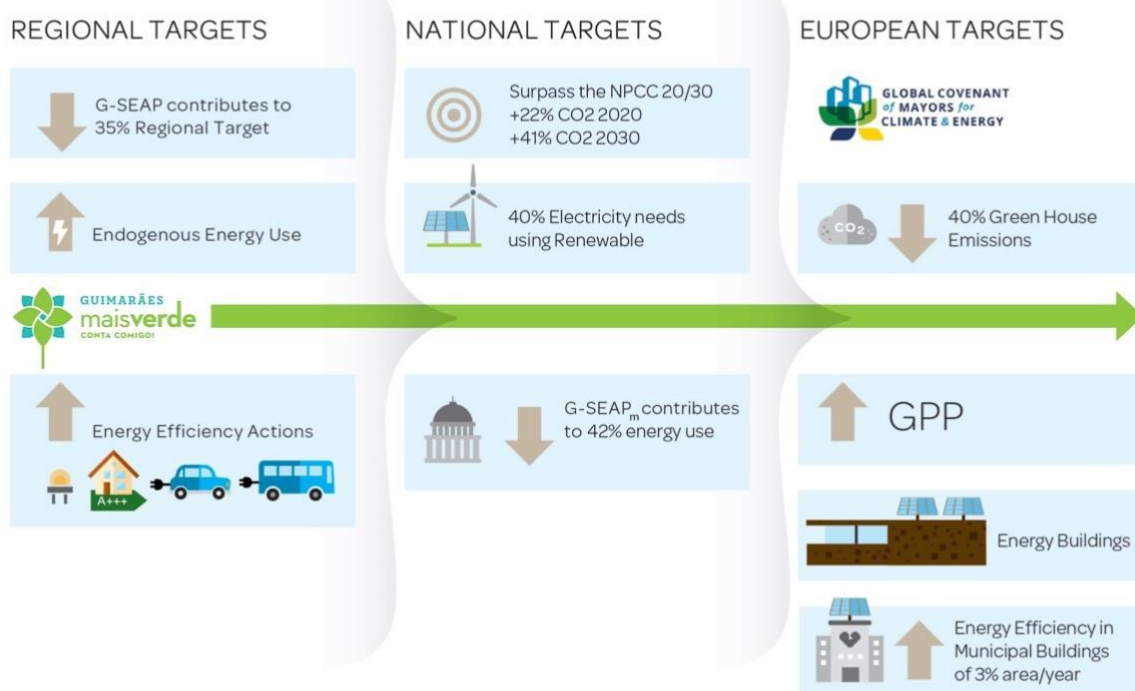 REGIONAL TARGETS
G-SEAP contributes to
35% Regional Target
Endogenous Energy Use
GUIMARÃES
maisverde
CONTA COMIGO!
Energy Efficiency Actions
A+++
NATIONAL TARGETS
Surpass the NPCC 20/30
+22% CO2 2020
+41% CO2 2030
40% Electricity needs
using Renewable
G-SEAPm contributes
to 42% energy use
EUROPEAN TARGETS
GLOBAL COVENANT
of MAYORS for
CLIMATE & ENERGY
CO2
40% Green House
Emissions
GPP
Energy Buildings
Energy Efficiency in
Municipal Buildings
of 3% area/year